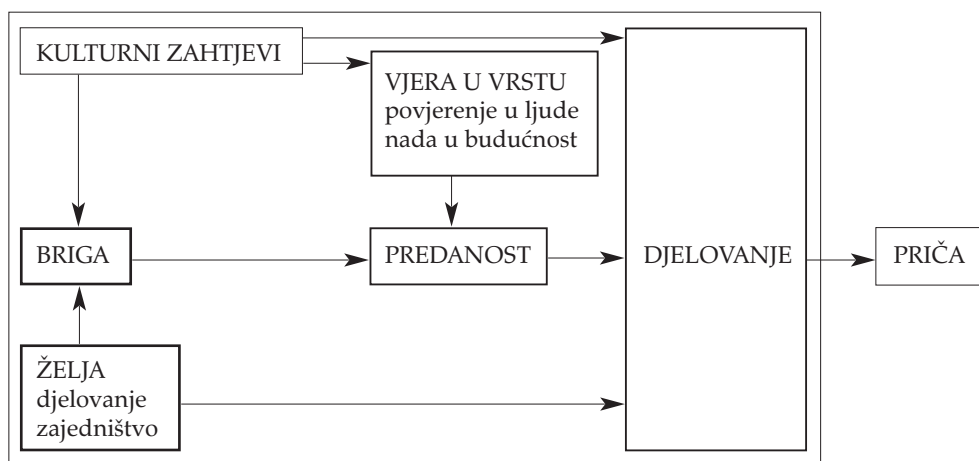 KULTURNI ZAHTJEVI
VJERA U VRSTU
povjerenje u ljude
nada u budućnost
BRIGA
PREDANOST
DJELOVANJE
PRIČA
ŽELJA
djelovanje
zajedništvo